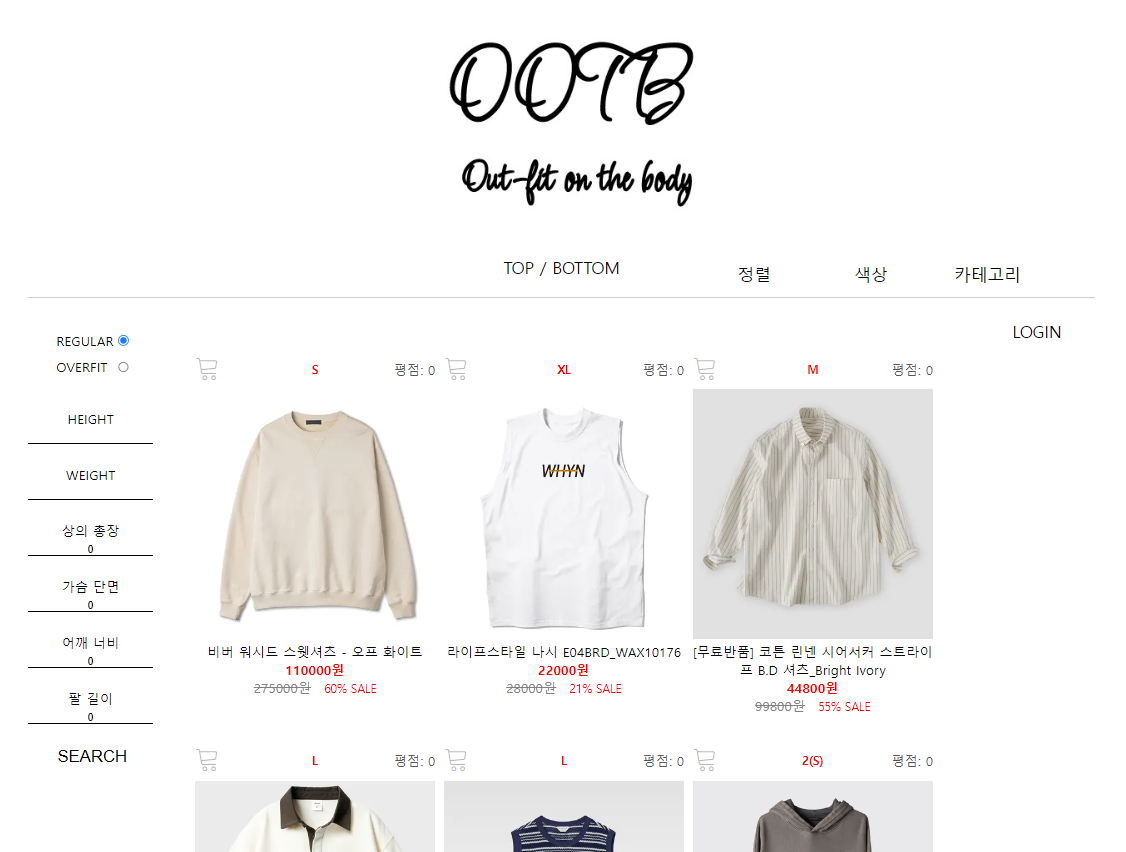 OOTB
Out-fit on the body
TOP / BOTTOM
정렬
색상
카테고리
LOGIN
REGULAR
OVERFIT
HEIGHT
WEIGHT
상의 총장
0
가슴 단면
0
어깨 너비
0
팔 길이
0
SEARCH
S
평점: 0
XL
평점: 0
M
평점: 0
WHYN
비버 워시드 스웻셔츠 - 오프 화이트
110000원
275000원 60% SALE
라이프스타일 나시 E04BRD_WAX10176
22000원
28000원 21% SALE
[무료반품] 코튼 린넨 시어서커 스트라이
프 B.D 셔츠_Bright Ivory
44800원
99800원 55% SALE
L
평점: 0
L
평점: 0
2(S)
평점: 0